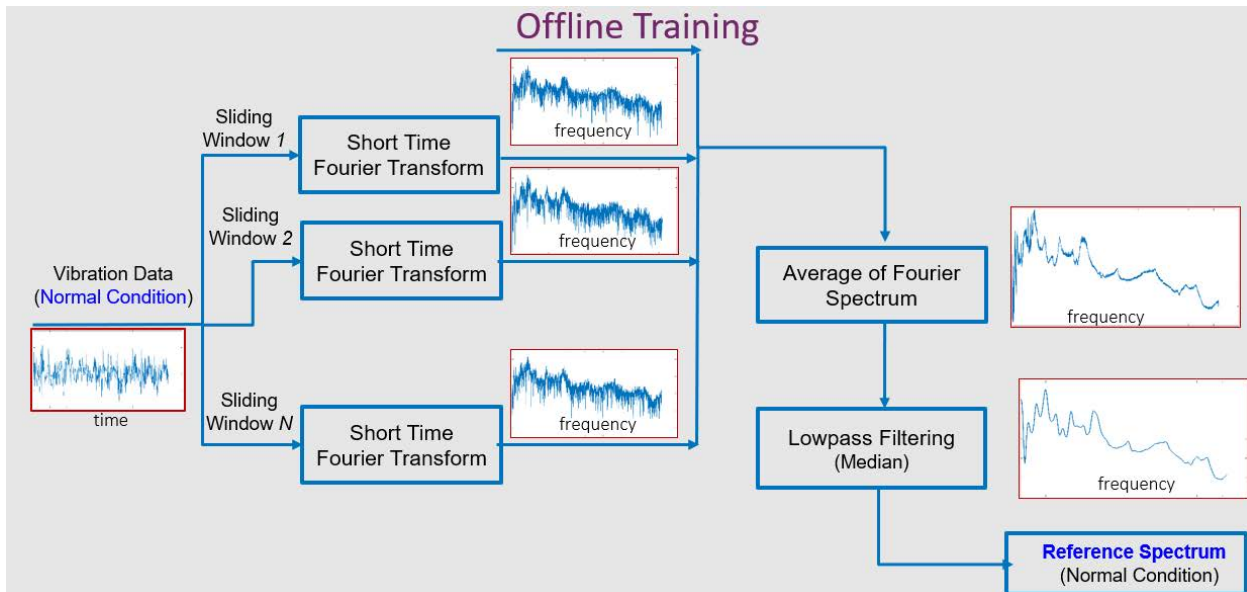 Offline Training
frequency
Sliding
Window 1
Short Time
Fourier Transform
frequency
Sliding
Window 2
Short Time
Fourier Transform
Vibration Data
(Normal Condition)
time
frequency
Sliding
Window N
Short Time
Fourier Transform
Average of Fourier
Spectrum
frequency
Lowpass Filtering
(Median)
frequency
Reference Spectrum
(Normal Condition)